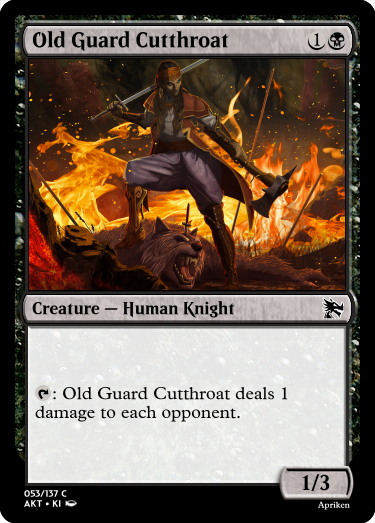 Old Guard Cutthroat 1
Creature — Human Knight
: Old Guard Cutthroat deals 1
damage to each opponent.
1/3
053/137 C
AKT • KI
Apriken